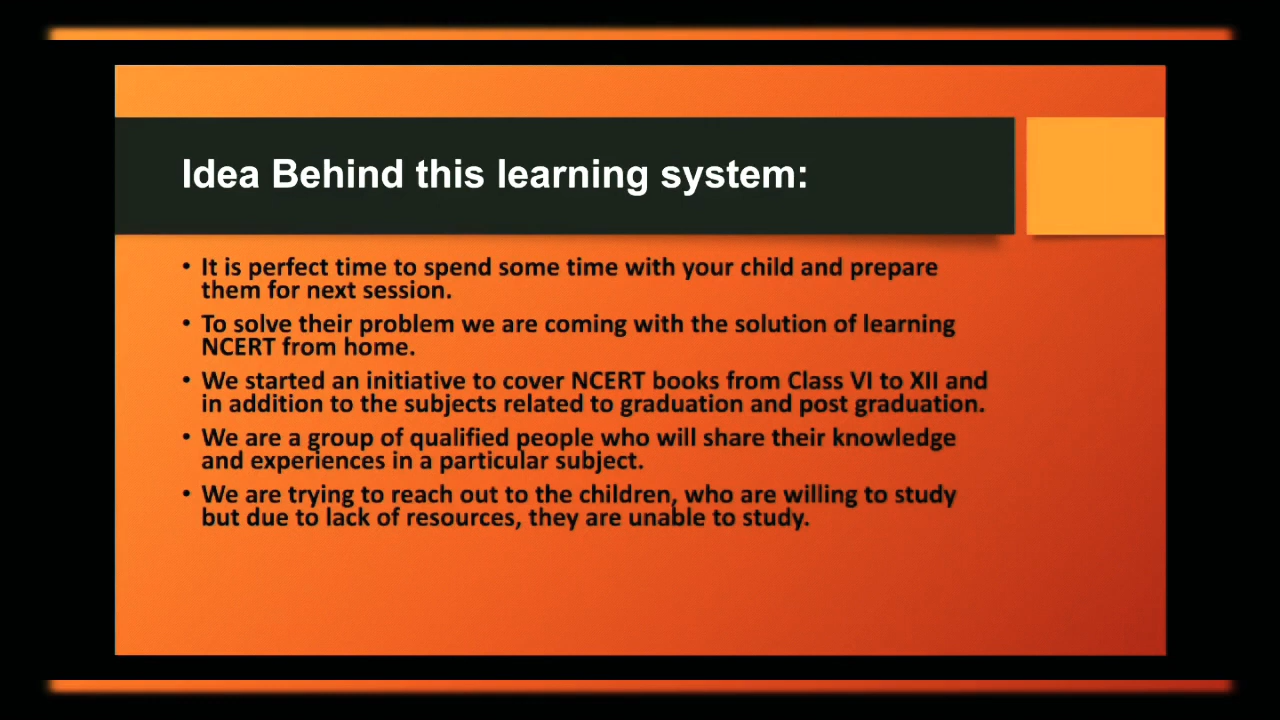 Idea Behind this learning system:
• It is perfect time to spend some time with your child and prepare
them for next session.
• To solve their problem we are coming with the solution of learning
NCERT from home.
• We started an initiative to cover NCERT books from Class VI to XII and
in addition to the subjects related to graduation and post graduation.
• We are a group of qualified people who will share their knowledge
and experiences in a particular subject.
• We are trying to reach out to the children, who are willing to study
but due to lack of resources, they are unable to study.